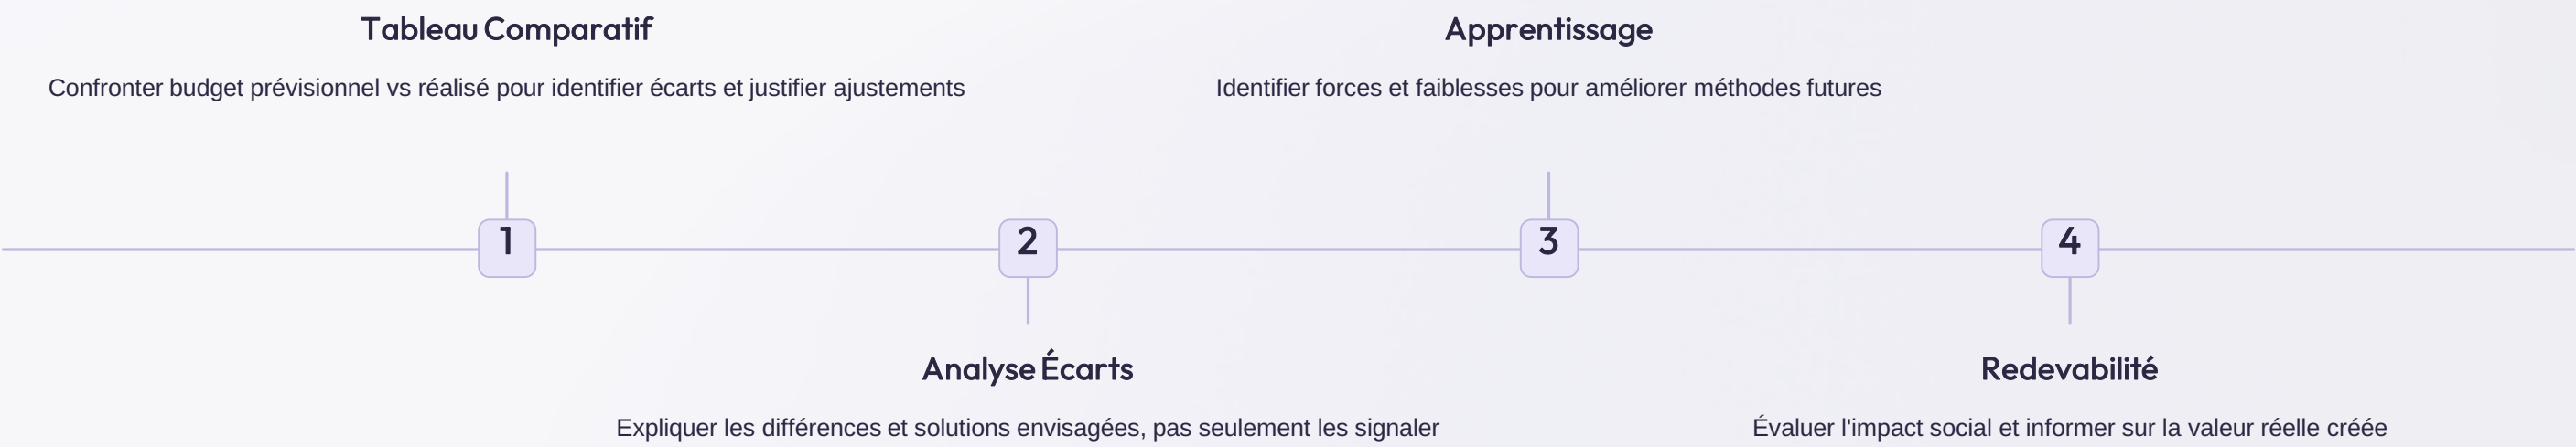 Tableau Comparatif
Confronter budget prévisionnel vs réalisé pour identifier écarts et justifier ajustements
Apprentissage
Identifier forces et faiblesses pour améliorer méthodes futures
1
2
3
4
Analyse Écarts
Expliquer les différences et solutions envisagées, pas seulement les signaler
Redevabilité
Évaluer l'impact social et informer sur la valeur réelle créée